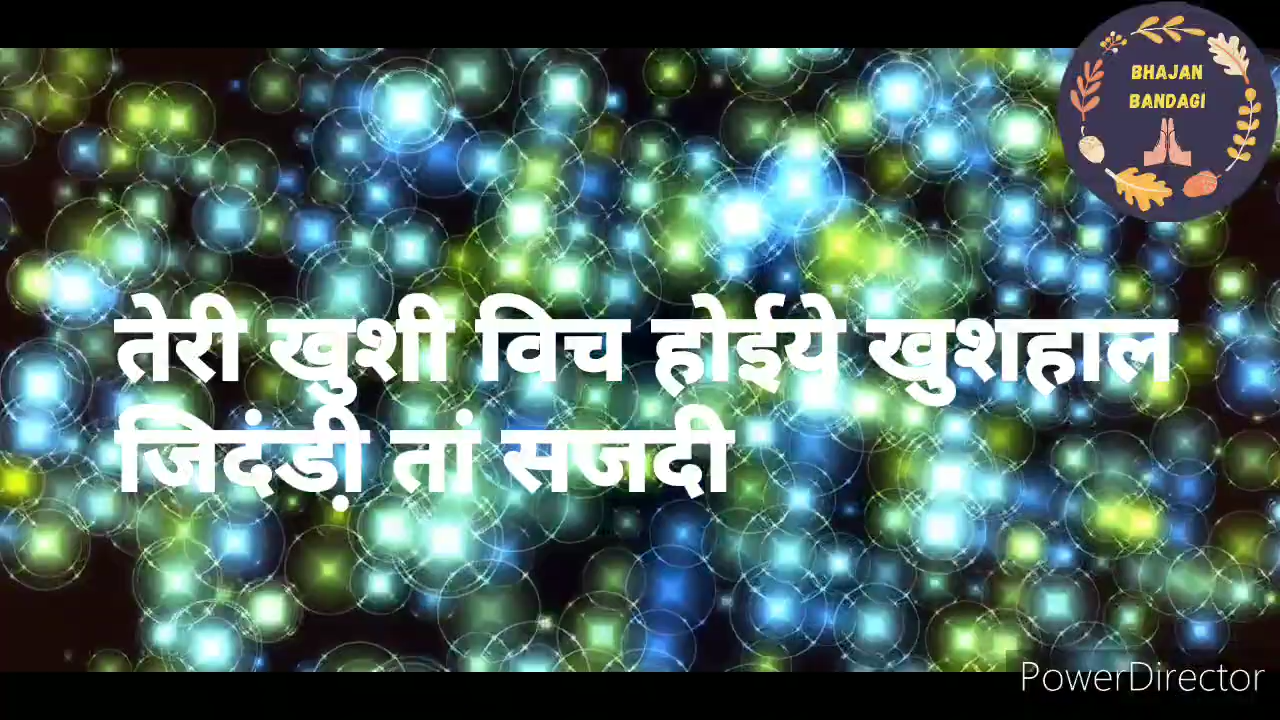 BHAJAN
BANDAGI
तेरी खुशी विच होईये खुशहाल
जिदंड़ी तां सजदी
PowerDirector